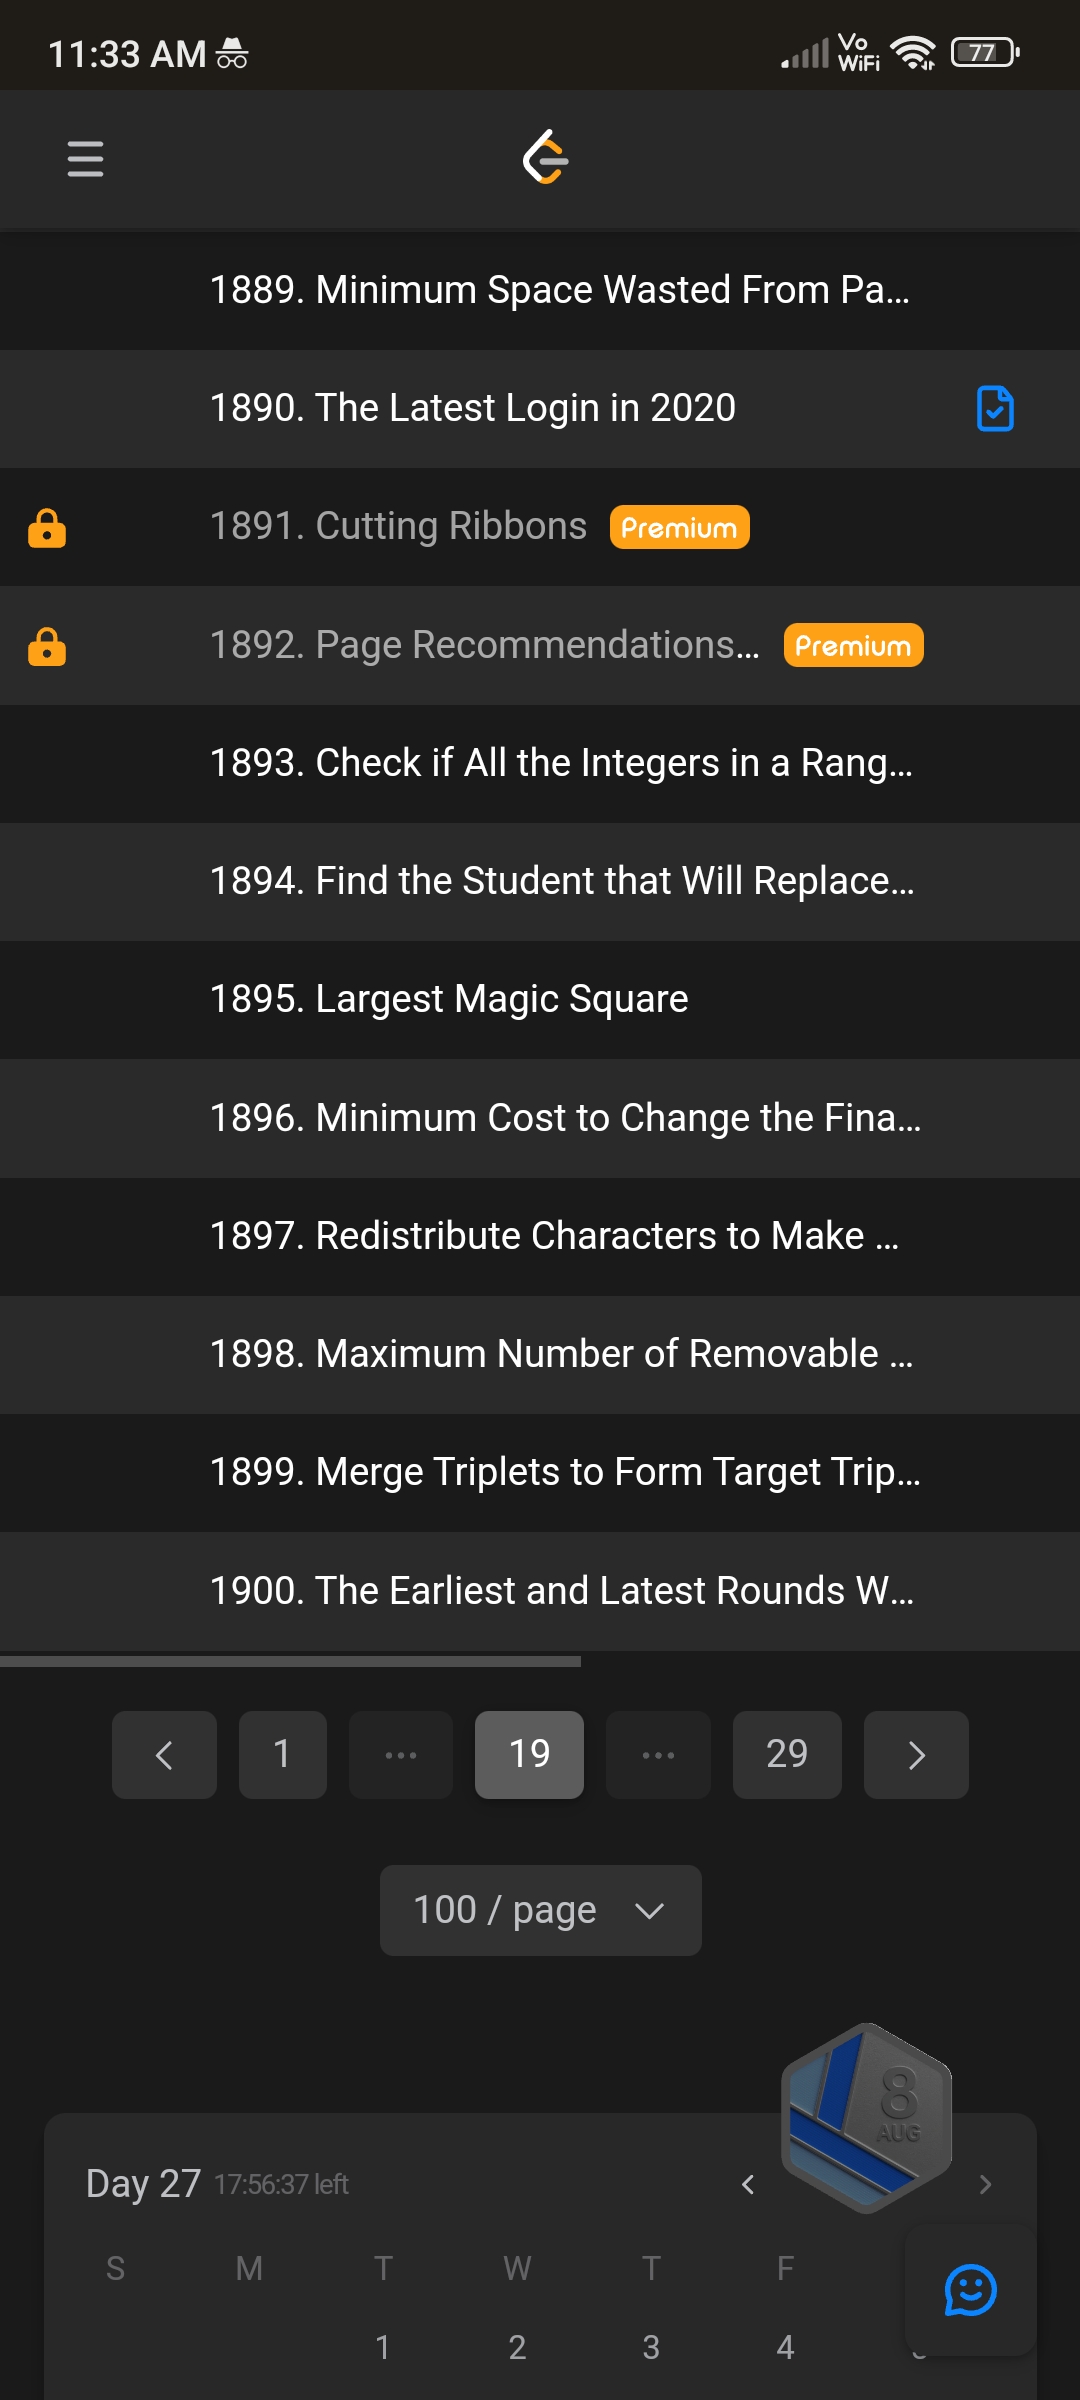 11:33 AM
Vo WiFi
77
1889. Minimum Space Wasted From Pa...
1890. The Latest Login in 2020
1891. Cutting Ribbons Premium
1892. Page Recommendations... Premium
1893. Check if All the Integers in a Rang...
1894. Find the Student that Will Replace...
1895. Largest Magic Square
1896. Minimum Cost to Change the Fina...
1897. Redistribute Characters to Make ...
1898. Maximum Number of Removable ...
1899. Merge Triplets to Form Target Trip...
1900. The Earliest and Latest Rounds W...
1 ... 19 ... 29
100 / page
8
AUG
Day 27 17:56:37 left
S M T W T F
1 2 3 4